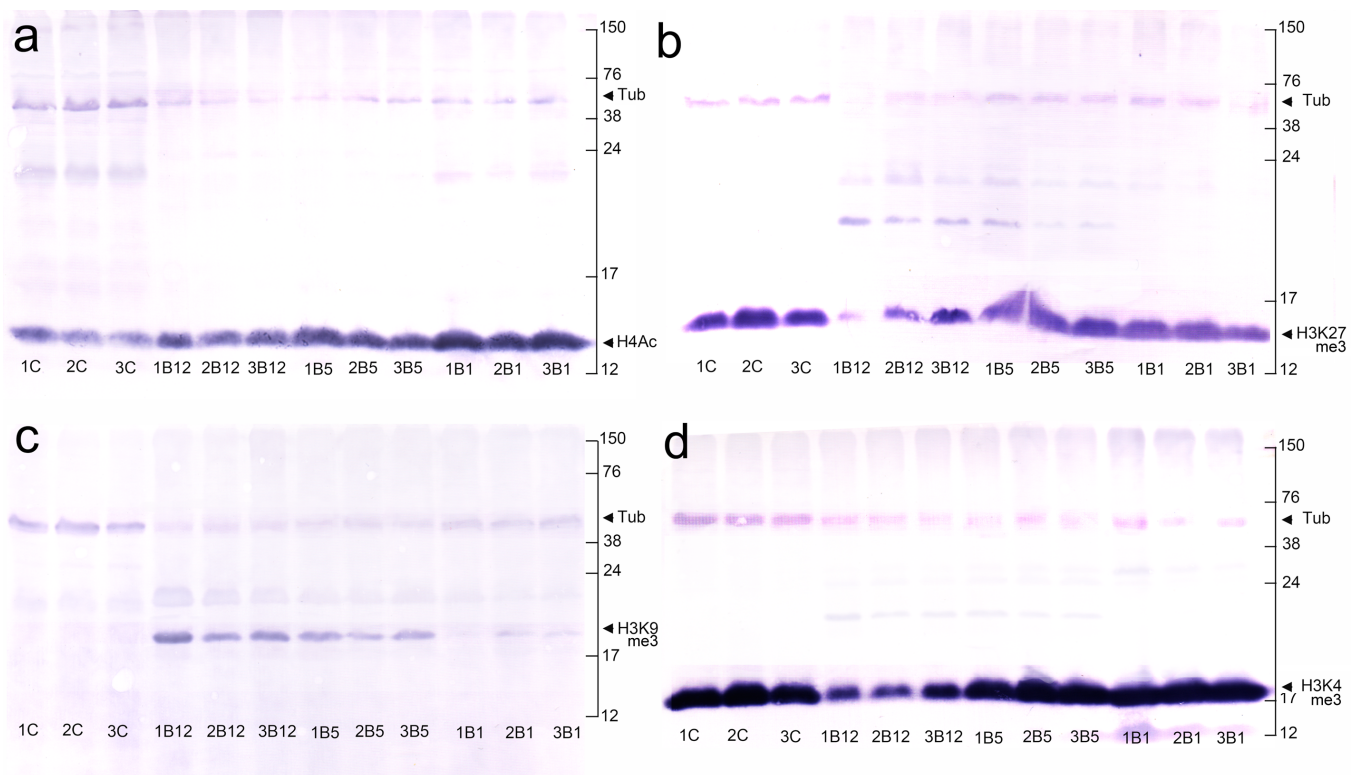 a
150
76
◄ Tub
38
24
17
◄ H4Ac
12
1C 2C 3C 1B12 2B12 3B12 1B5 2B5 3B5 1B1 2B1 3B1
b
150
76
◄ Tub
38
24
17
◄ H3K27
me3
12
1C 2C 3C 1B12 2B12 3B12 1B5 2B5 3B5 1B1 2B1 3B1
c
150
76
◄ Tub
38
24
◄ H3K9
me3
17
12
1C 2C 3C 1B12 2B12 3B12 1B5 2B5 3B5 1B1 2B1 3B1
d
150
76
◄ Tub
38
24
◄ H3K4
17 me3
12
1C 2C 3C 1B12 2B12 3B12 1B5 2B5 3B5 1B1 2B1 3B1